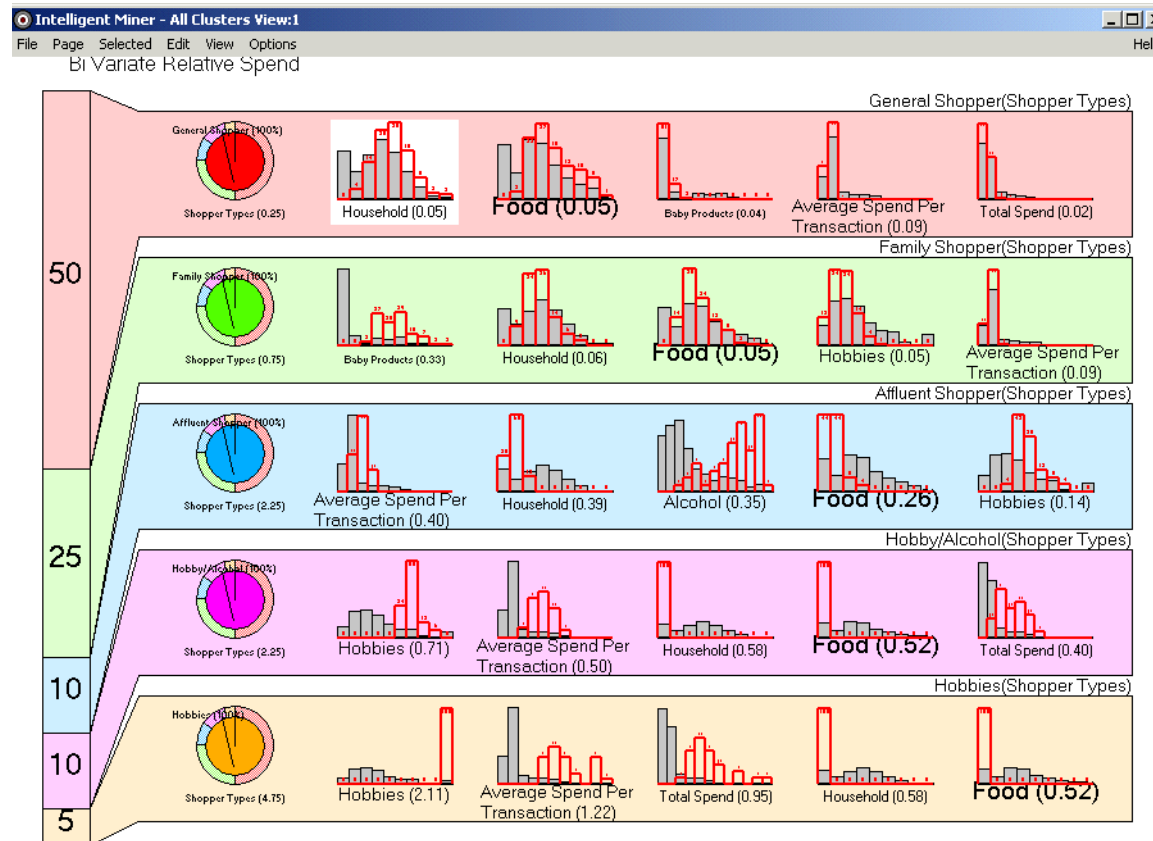 Intelligent Miner - All Clusters View:1
File Page Selected Edit View Options Hel
Bi Variate Relative Spend
General Shopper(Shopper Types)
General Shopper (100%)
Shopper Types (0.25)
Household (0.05)
Food (0.05)
Baby Products (0.04)
Average Spend Per
Transaction (0.09)
Total Spend (0.02)
50
Family Shopper(Shopper Types)
Family Shopper (100%)
Shopper Types (0.75)
Baby Products (0.33)
Household (0.06)
Food (0.05)
Hobbies (0.05)
Average Spend Per
Transaction (0.09)
25
Affluent Shopper(Shopper Types)
Affluent Shopper (100%)
Shopper Types (2.25)
Average Spend Per
Transaction (0.40)
Household (0.39)
Alcohol (0.35)
Food (0.26)
Hobbies (0.14)
10
Hobby/Alcohol(Shopper Types)
Hobby/Alcohol (100%)
Shopper Types (2.25)
Hobbies (0.71)
Average Spend Per
Transaction (0.50)
Household (0.58)
Food (0.52)
Total Spend (0.40)
10
Hobbies(Shopper Types)
Hobbies (100%)
Shopper Types (4.75)
Hobbies (2.11)
Average Spend Per
Transaction (1.22)
Total Spend (0.95)
Household (0.58)
Food (0.52)
5